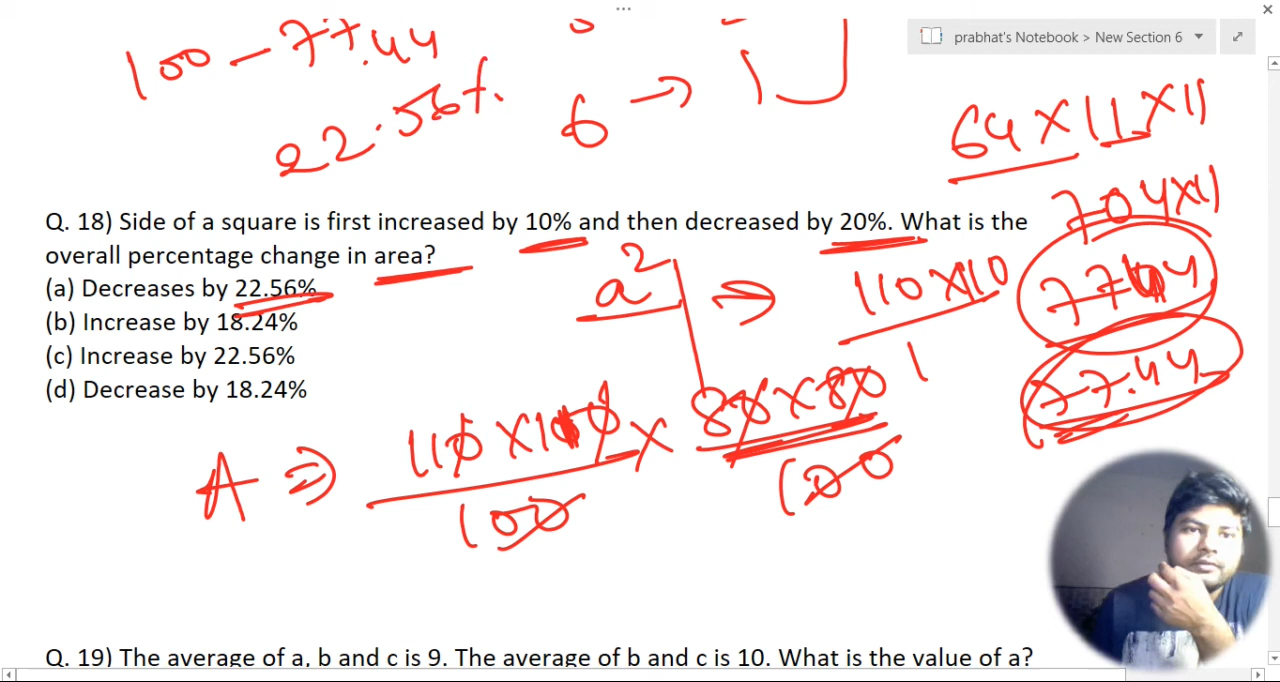 prabhat's Notebook > New Section 6
100 - 77.44
22.56%
6 →
64 × 11 × 11
704×11
7744
77.44
Q. 18) Side of a square is first increased by 10% and then decreased by 20%. What is the
overall percentage change in area?
(a) Decreases by 22.56%
(b) Increase by 18.24%
(c) Increase by 22.56%
(d) Decrease by 18.24%
a² ⇒ 110×110
A ⇒ 110 × 110 × 80 × 80
100 100
Q. 19) The average of a, b and c is 9. The average of b and c is 10. What is the value of a?